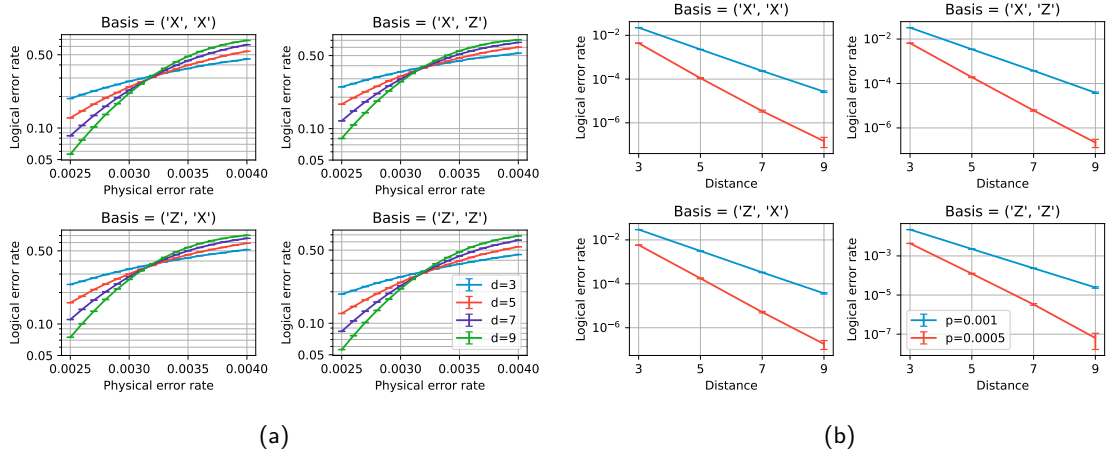 Basis = ('X', 'X')
Logical error rate
0.50
0.10
0.05
0.0025 0.0030 0.0035 0.0040
Physical error rate
Basis = ('X', 'Z')
Logical error rate
0.50
0.10
0.05
0.0025 0.0030 0.0035 0.0040
Physical error rate
Basis = ('Z', 'X')
Logical error rate
0.50
0.10
0.05
0.0025 0.0030 0.0035 0.0040
Physical error rate
Basis = ('Z', 'Z')
Logical error rate
0.50
0.10
0.05
0.0025 0.0030 0.0035 0.0040
Physical error rate
d=3
d=5
d=7
d=9
(a)
Basis = ('X', 'X')
Logical error rate
10⁻²
10⁻⁴
10⁻⁶
3 5 7 9
Distance
Basis = ('X', 'Z')
Logical error rate
10⁻²
10⁻⁴
10⁻⁶
3 5 7 9
Distance
Basis = ('Z', 'X')
Logical error rate
10⁻²
10⁻⁴
10⁻⁶
3 5 7 9
Distance
Basis = ('Z', 'Z')
Logical error rate
10⁻³
10⁻⁵
10⁻⁷
3 5 7 9
Distance
p=0.001
p=0.0005
(b)